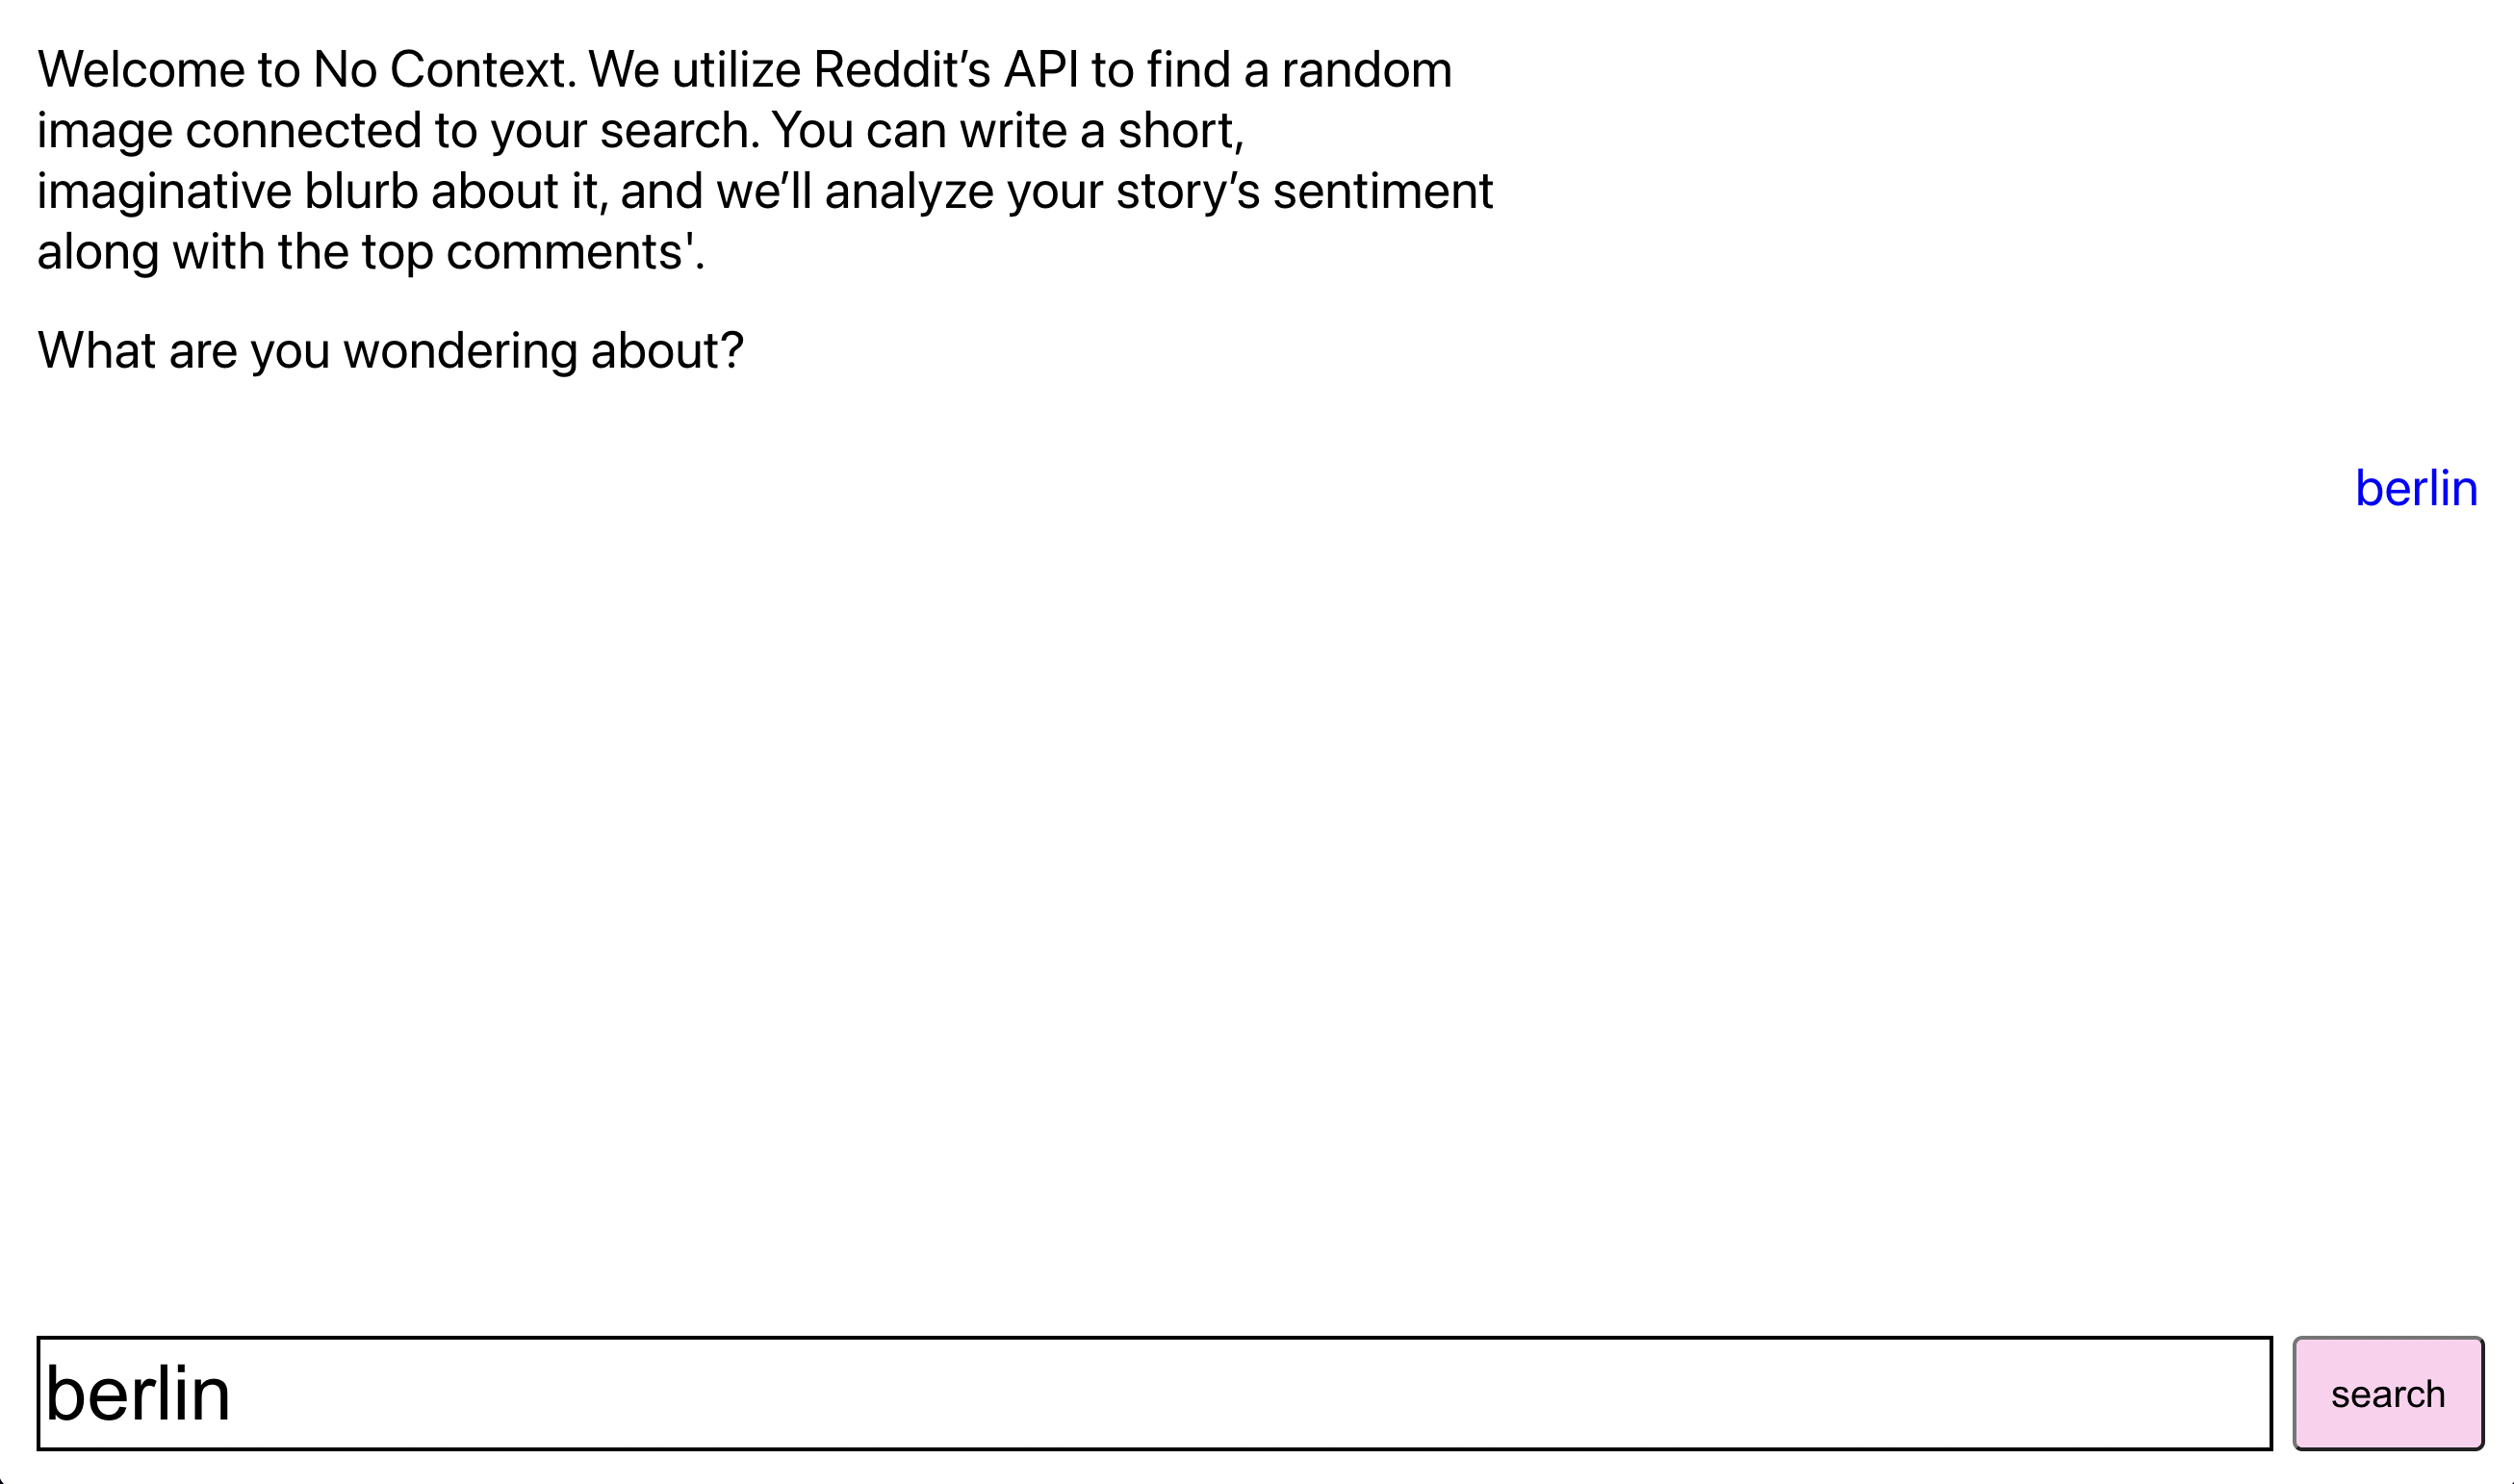 Welcome to No Context. We utilize Reddit’s API to find a random
image connected to your search. You can write a short,
imaginative blurb about it, and we’ll analyze your story’s sentiment
along with the top comments'.
What are you wondering about?
berlin
berlin
search